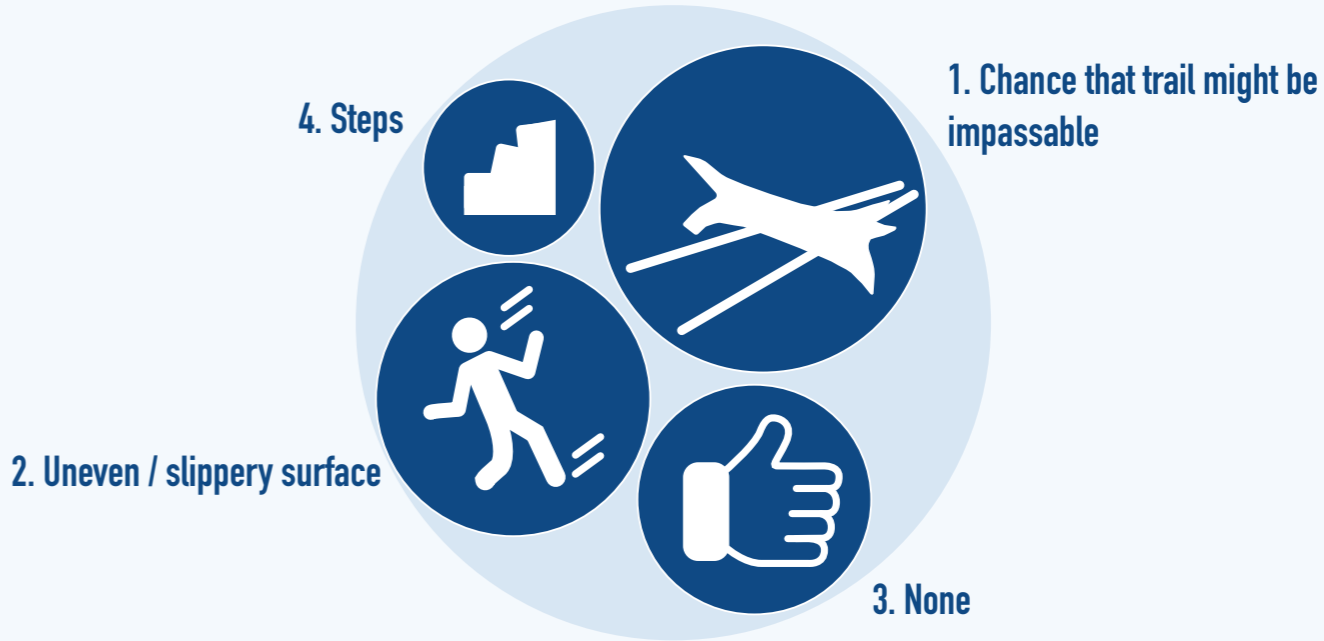 1. Chance that trail might be
impassable
2. Uneven / slippery surface
3. None
4. Steps